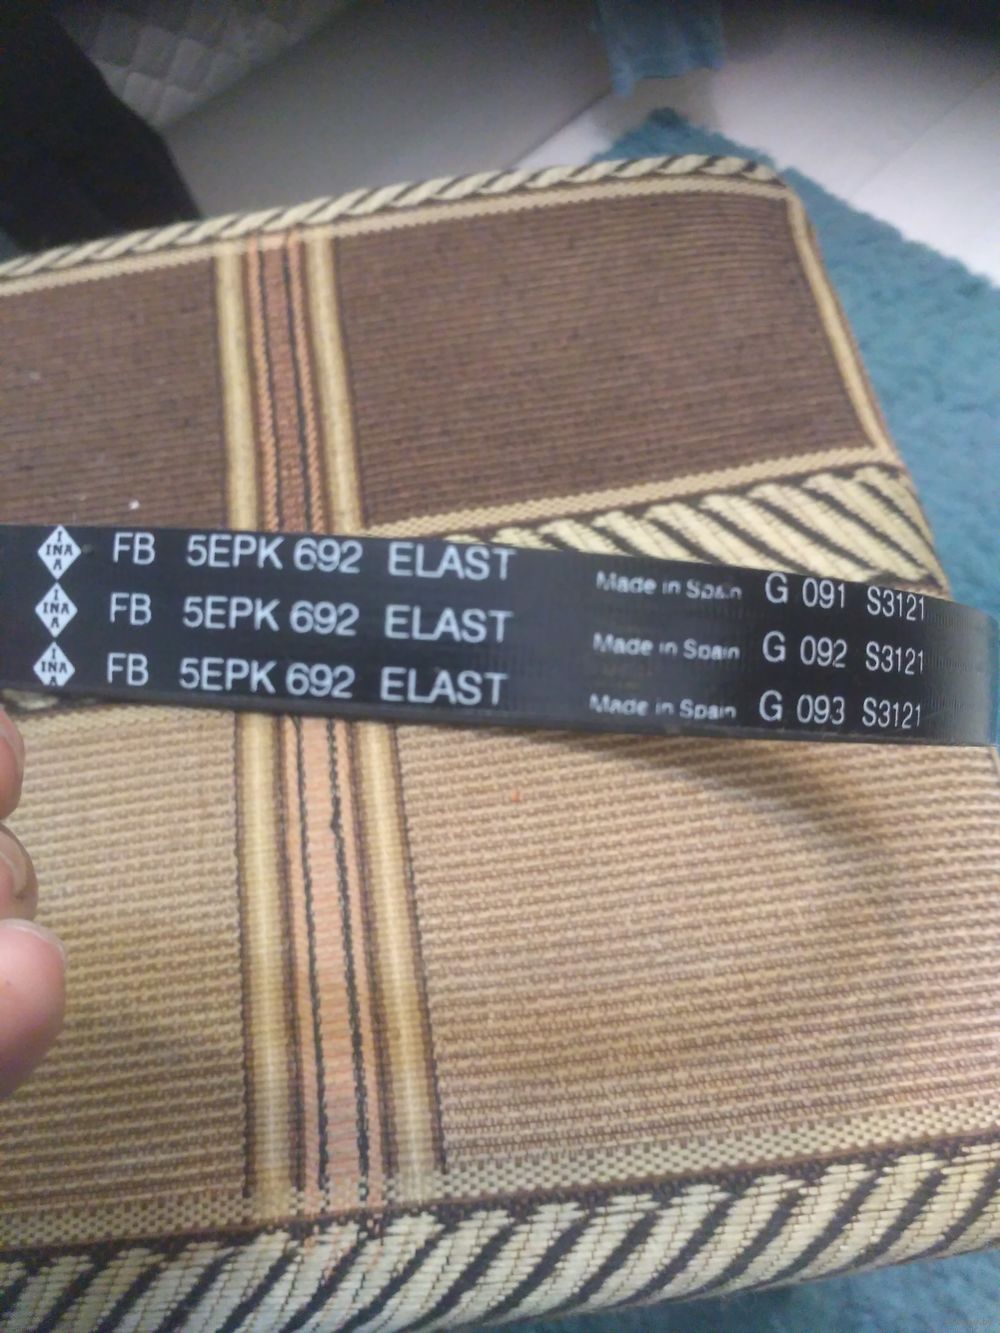 INA FB 5EPK 692 ELAST Made in Spain G 091 S3121
INA FB 5EPK 692 ELAST Made in Spain G 092 S3121
INA FB 5EPK 692 ELAST Made in Spain G 093 S3121